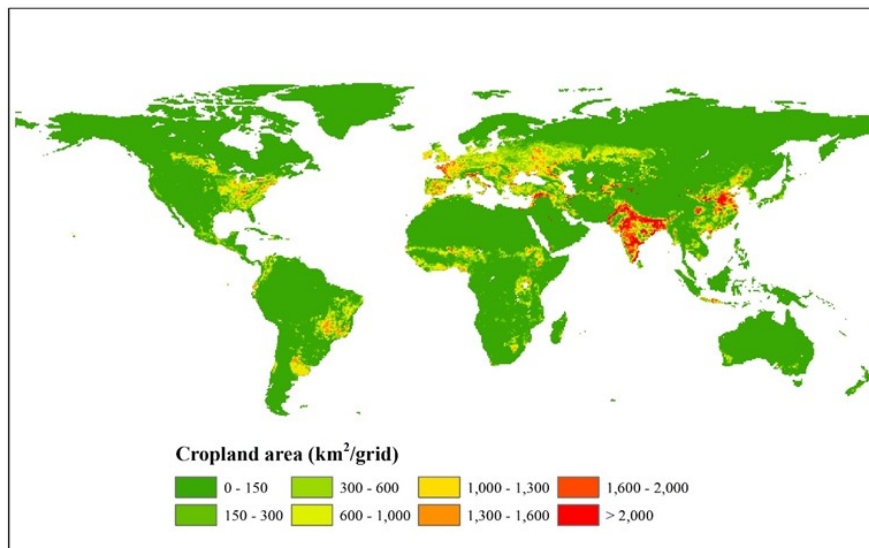 Cropland area (km²/grid)
0 - 150
300 - 600
1,000 - 1,300
1,600 - 2,000
150 - 300
600 - 1,000
1,300 - 1,600
> 2,000